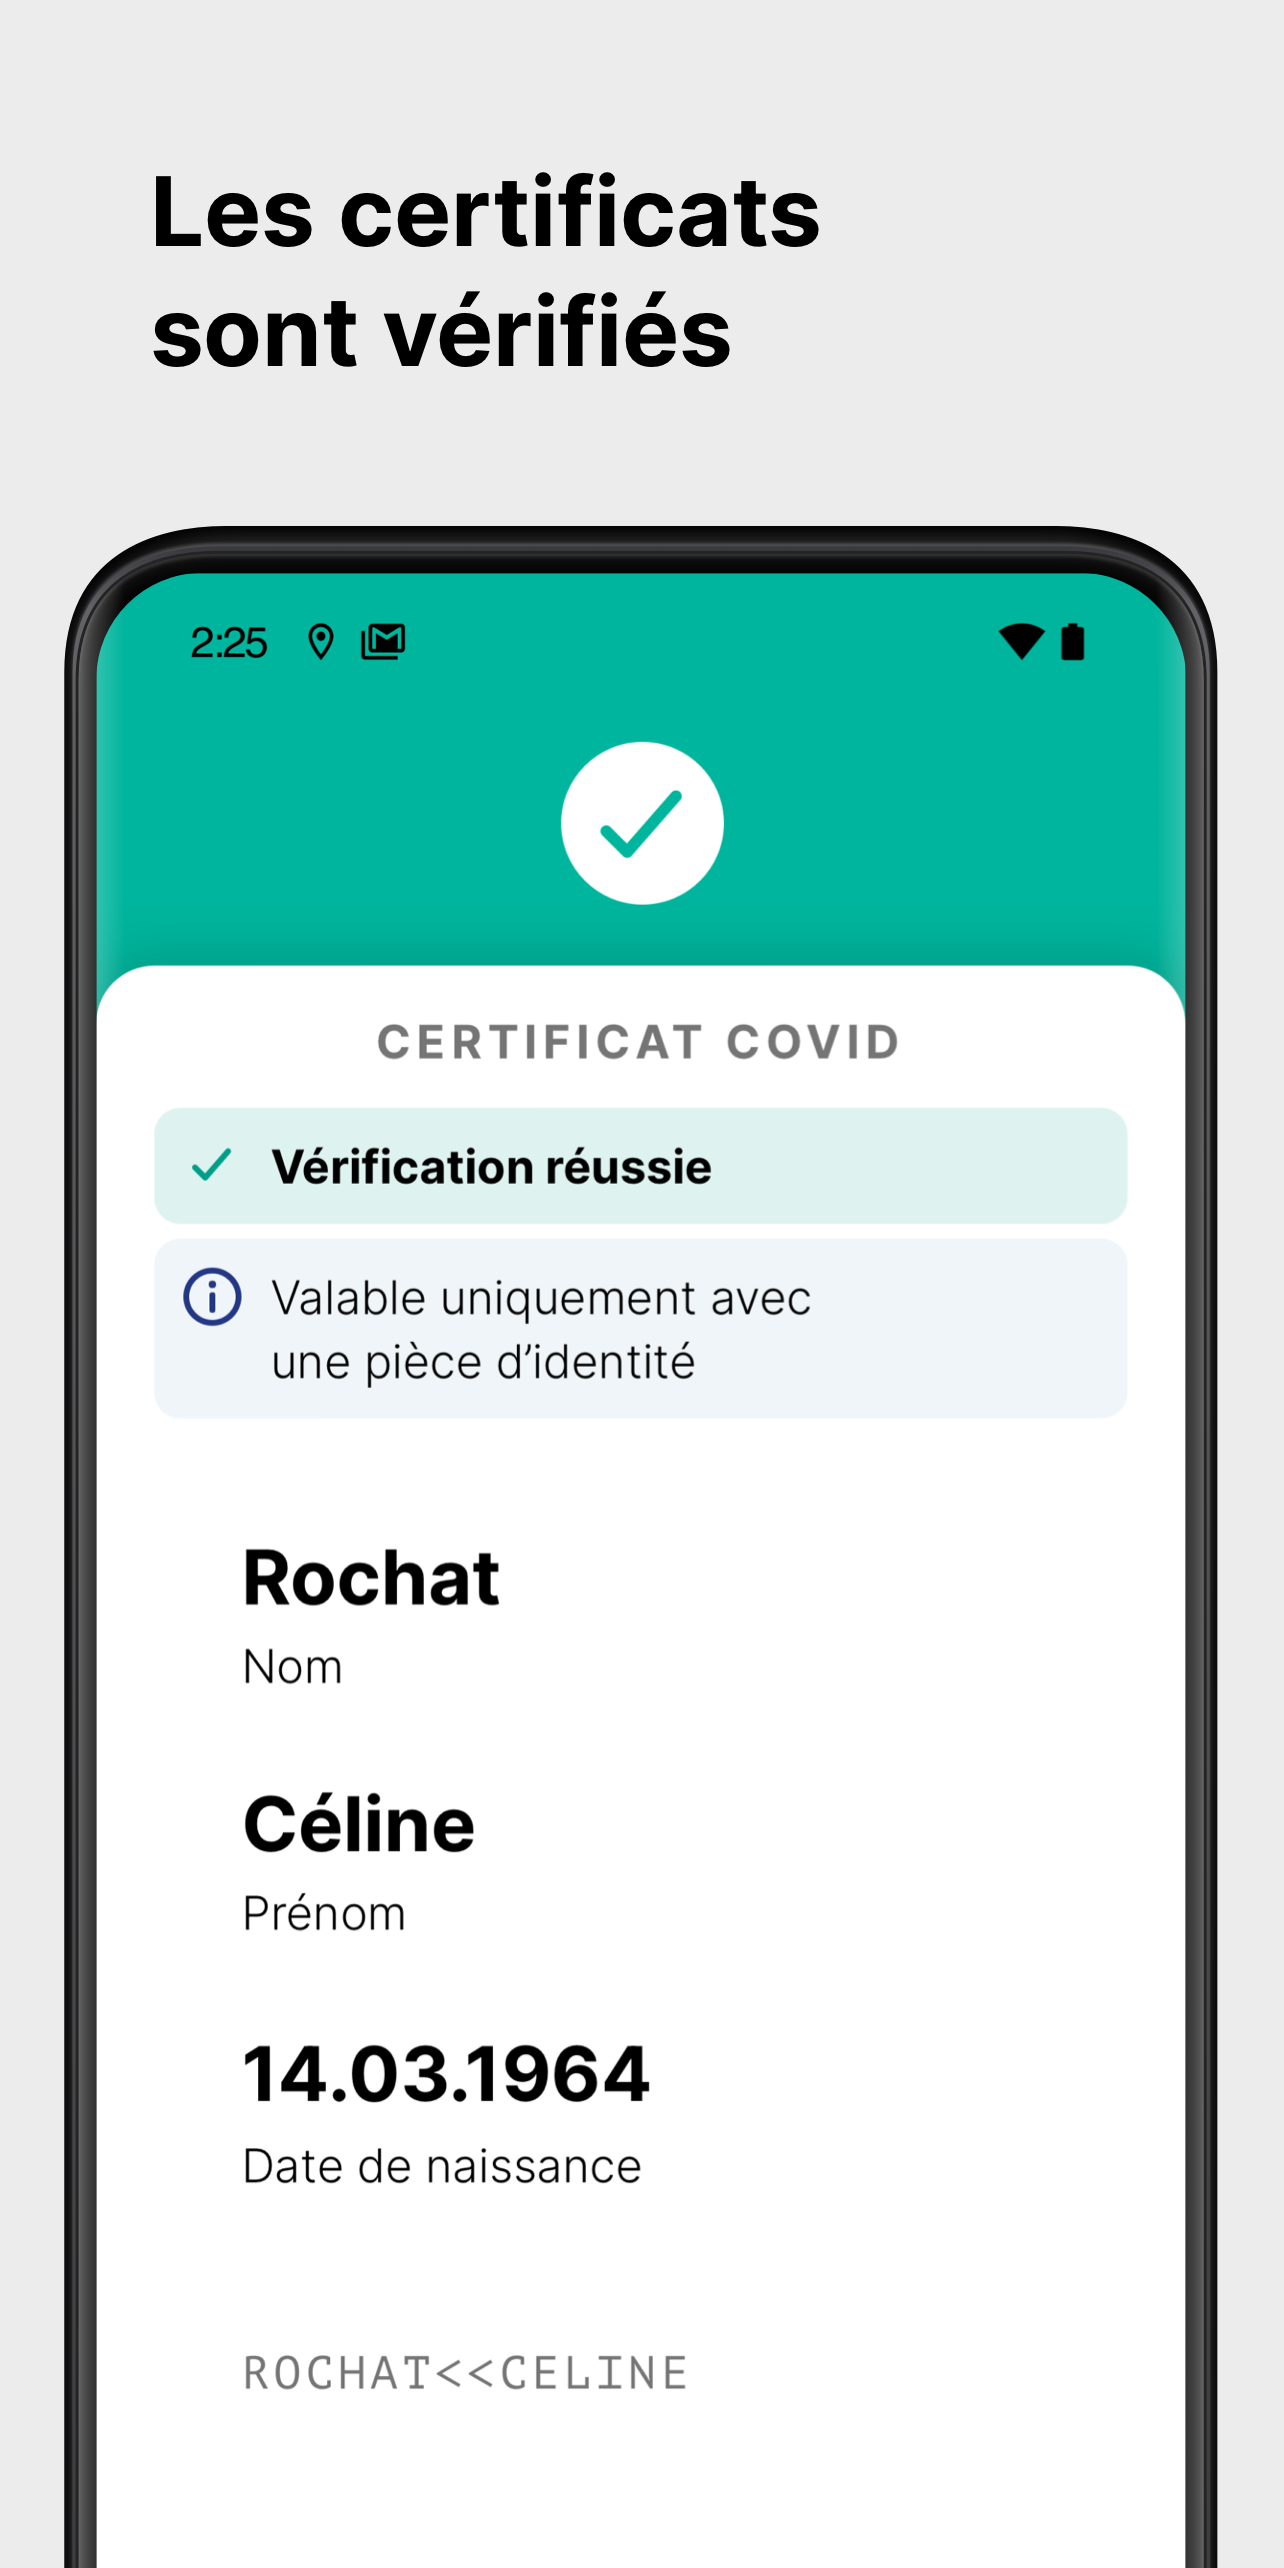 Les certificats
sont vérifiés
2:25
CERTIFICAT COVID
Vérification réussie
Valable uniquement avec
une pièce d’identité
Rochat
Nom
Céline
Prénom
14.03.1964
Date de naissance
ROCHAT<<CELINE